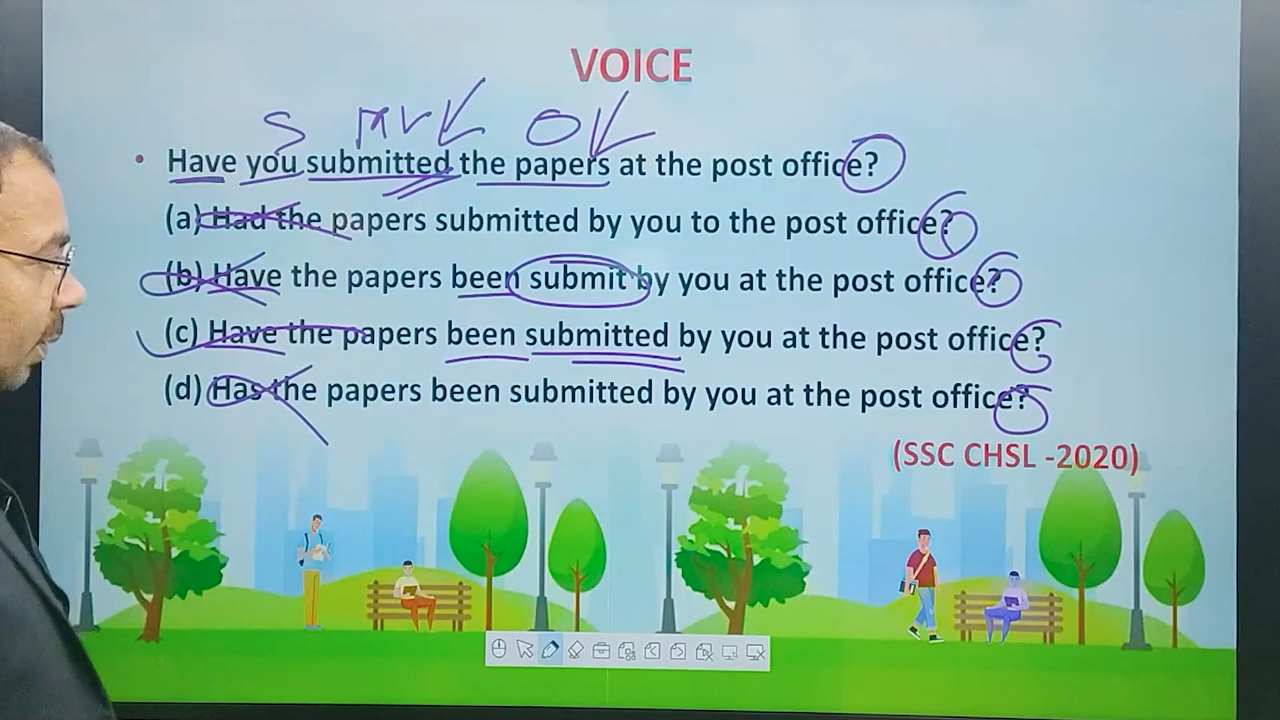 VOICE
S MV O
• Have you submitted the papers at the post office?
(a) Had the papers submitted by you to the post office?
(b) Have the papers been submit by you at the post office?
(c) Have the papers been submitted by you at the post office?
(d) Has the papers been submitted by you at the post office?
(SSC CHSL -2020)